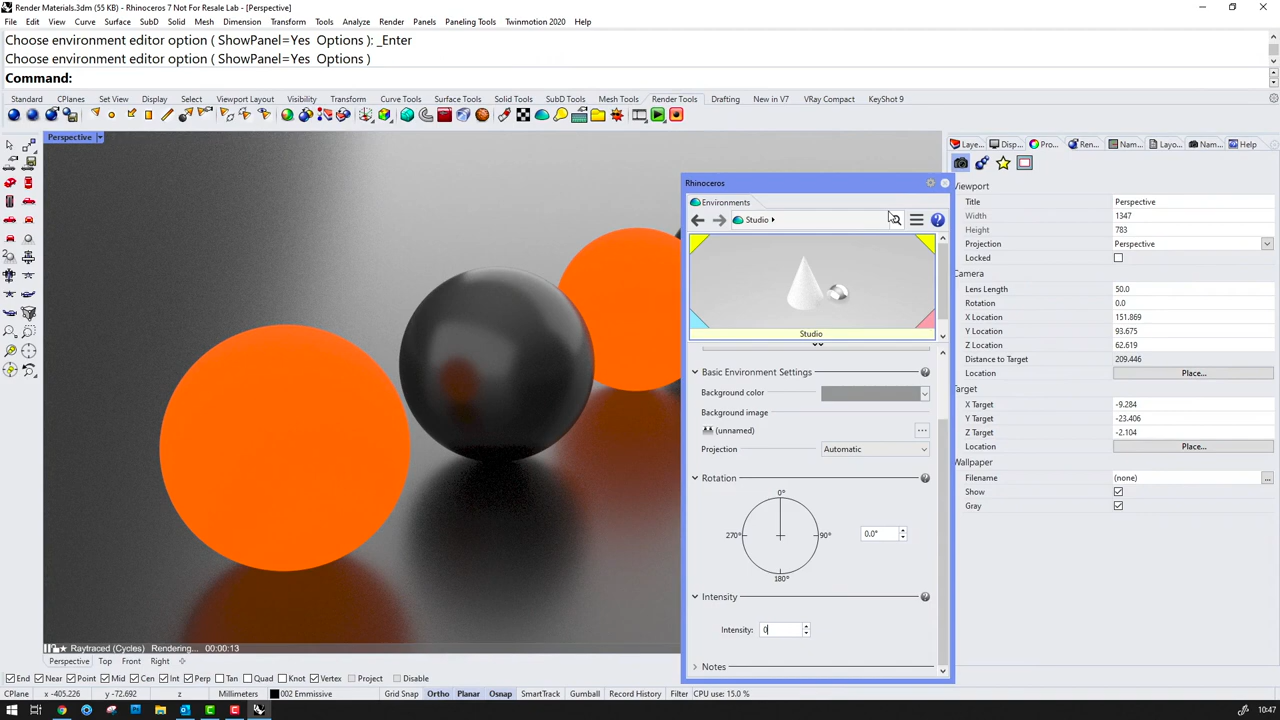 Render Materials.3dm (55 KB) - Rhinoceros 7 Not For Resale Lab - [Perspective]
File Edit View Curve Surface SubD Solid Mesh Dimension Transform Tools Analyze Render Panels Paneling Tools Twinmotion 2020 Help
Choose environment editor option ( ShowPanel=Yes Options ): _Enter
Choose environment editor option ( ShowPanel=Yes Options )
Command:
Standard CPlanes Set View Display Select Viewport Layout Visibility Transform Curve Tools Surface Tools Solid Tools SubD Tools Mesh Tools Render Tools Drafting New in V7 VRay Compact KeyShot 9
Perspective
Laye... Disp... Pro... Ren... Nam... Layo... Nam... Help
Rhinoceros
Environments
Studio
Studio
Basic Environment Settings
Background color
Background image
(unnamed) ...
Projection Automatic
Rotation
0°
270° 90° 0.0°
180°
Intensity
Intensity: 0
Notes
Viewport
Title Perspective
Width 1347
Height 783
Projection Perspective
Locked
Camera
Lens Length 50.0
Rotation 0.0
X Location 151.869
Y Location 93.675
Z Location 62.619
Distance to Target 209.446
Location Place...
Target
X Target -9.284
Y Target -23.406
Z Target -2.104
Location Place...
Wallpaper
Filename (none) ...
Show
Gray
Raytraced (Cycles) Rendering... 00:00:13
Perspective Top Front Right
End Near Point Mid Cen Int Perp Tan Quad Knot Vertex Project Disable
CPlane x -405.226 y -72.692 z Millimeters 002 Emmissive Grid Snap Ortho Planar Osnap SmartTrack Gumball Record History Filter CPU use: 15.0 %
10:47